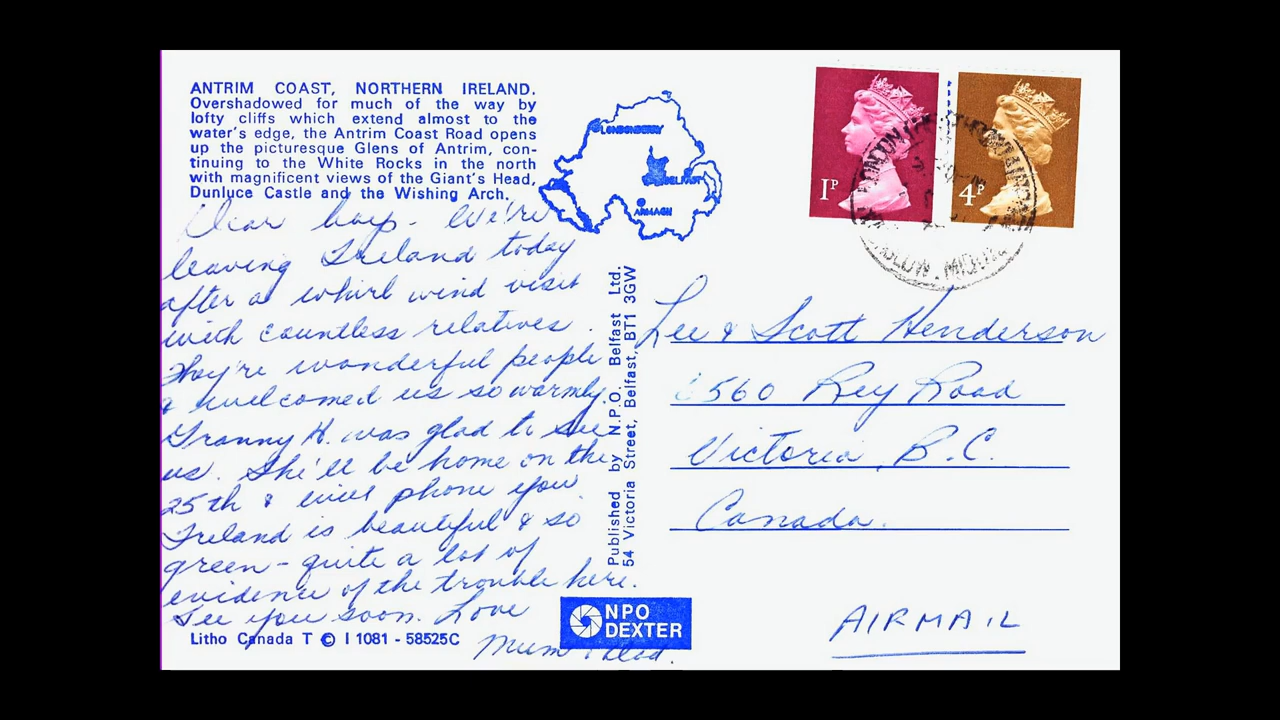 ANTRIM COAST, NORTHERN IRELAND.
Overshadowed for much of the way by
lofty cliffs which extend almost to the
water's edge, the Antrim Coast Road opens
up the picturesque Glens of Antrim, con-
tinuing to the White Rocks in the north
with magnificent views of the Giant's Head,
Dunluce Castle and the Wishing Arch.
LONDONDERRY
BELFAST
ARMAGH
1P
4P
Dear boys - We're
leaving Ireland today
after a whirl wind visit
with countless relatives.
They're wonderful people
& welcomed us so warmly.
Granny H. was glad to see
us. She'll be home on the
25th & will phone you
Ireland is beautiful & so
green - quite a lot of
evidence of the trouble here.
See you soon. Love
Mum & Dad.
Published by N.P.O. Belfast Ltd.
54 Victoria Street, Belfast, BT1 3GW
Lee & Scott Henderson
560 Rey Road
Victoria, B.C.
Canada.
AIRMAIL
Litho Canada T © I 1081 - 58525C
NPO
DEXTER